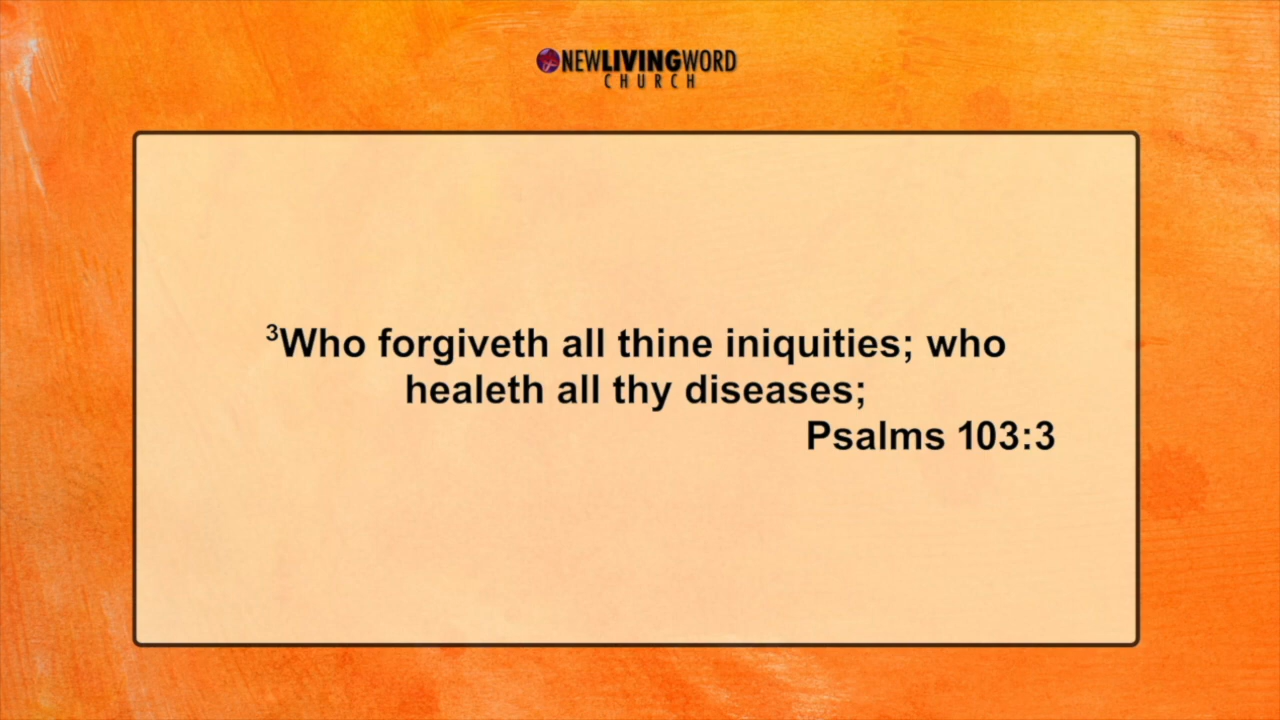 NEWLIVINGWORD
CHURCH
³Who forgiveth all thine iniquities; who
healeth all thy diseases;
Psalms 103:3